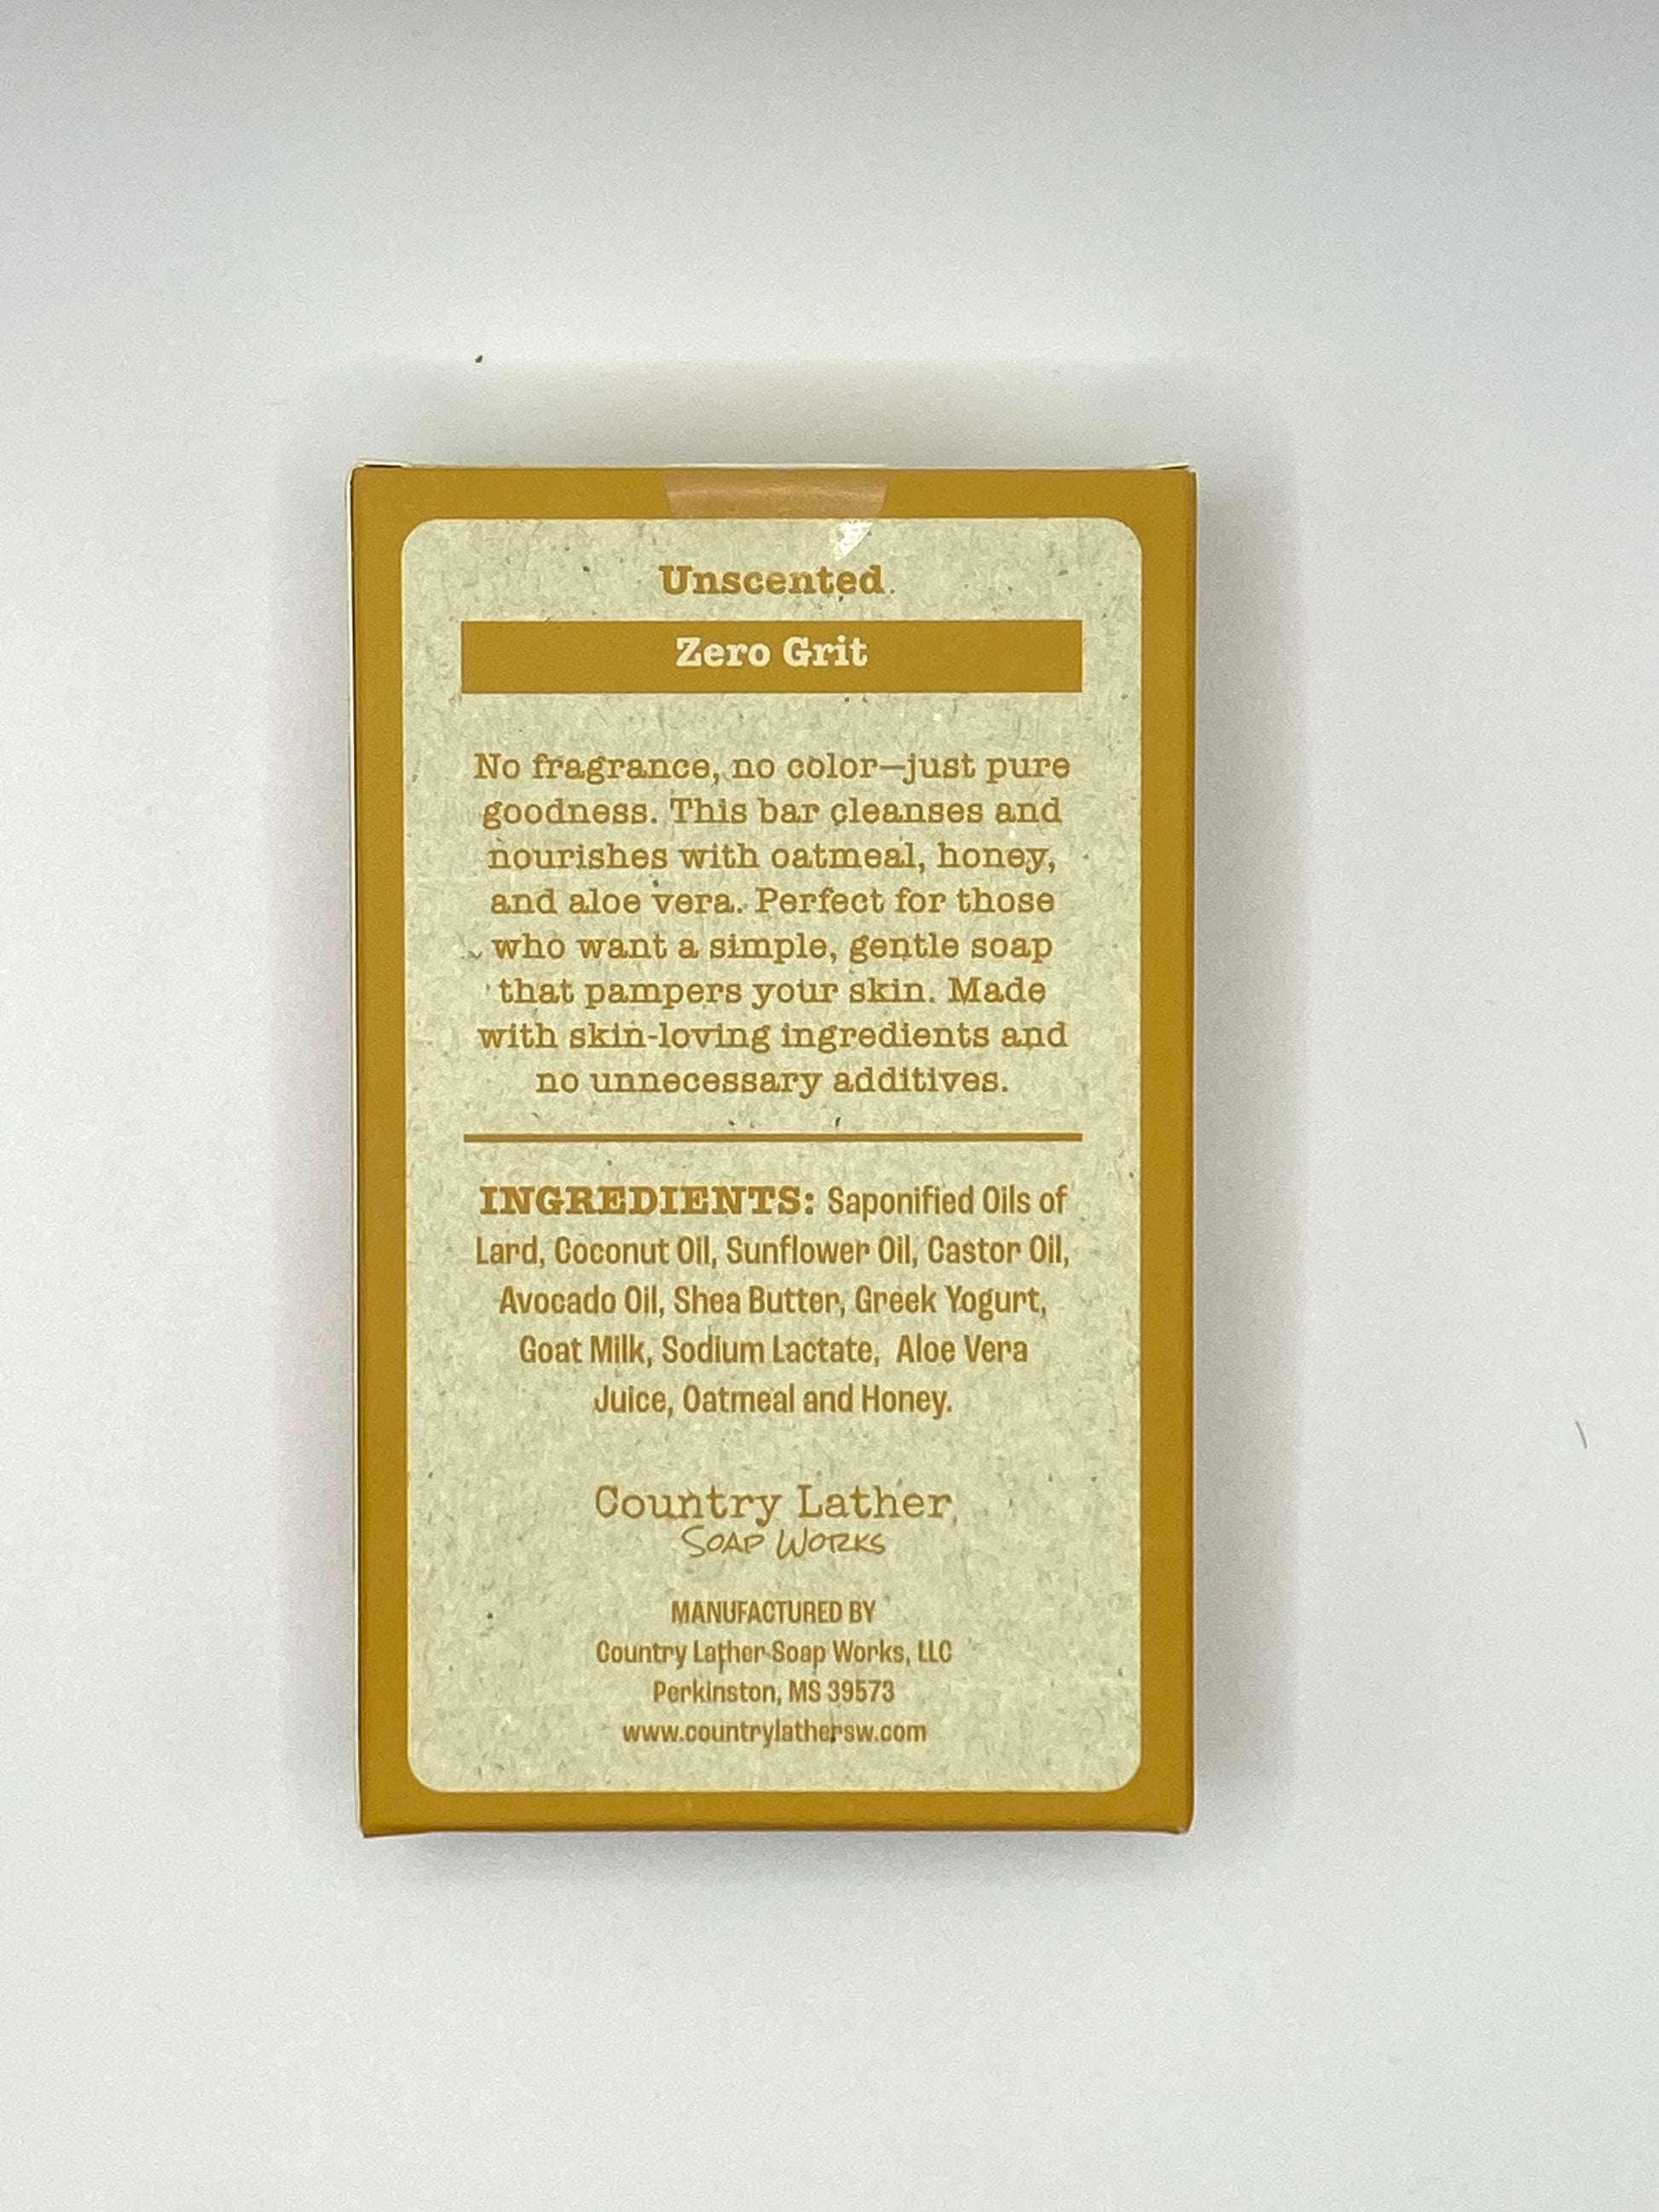 Unscented
Zero Grit
No fragrance, no color—just pure
goodness. This bar cleanses and
nourishes with oatmeal, honey,
and aloe vera. Perfect for those
who want a simple, gentle soap
that pampers your skin. Made
with skin-loving ingredients and
no unnecessary additives.
INGREDIENTS: Saponified Oils of
Lard, Coconut Oil, Sunflower Oil, Castor Oil,
Avocado Oil, Shea Butter, Greek Yogurt,
Goat Milk, Sodium Lactate, Aloe Vera
Juice, Oatmeal and Honey.
Country Lather
SOAP WORKS
MANUFACTURED BY
Country Lather Soap Works, LLC
Perkinston, MS 39573
www.countrylathersw.com